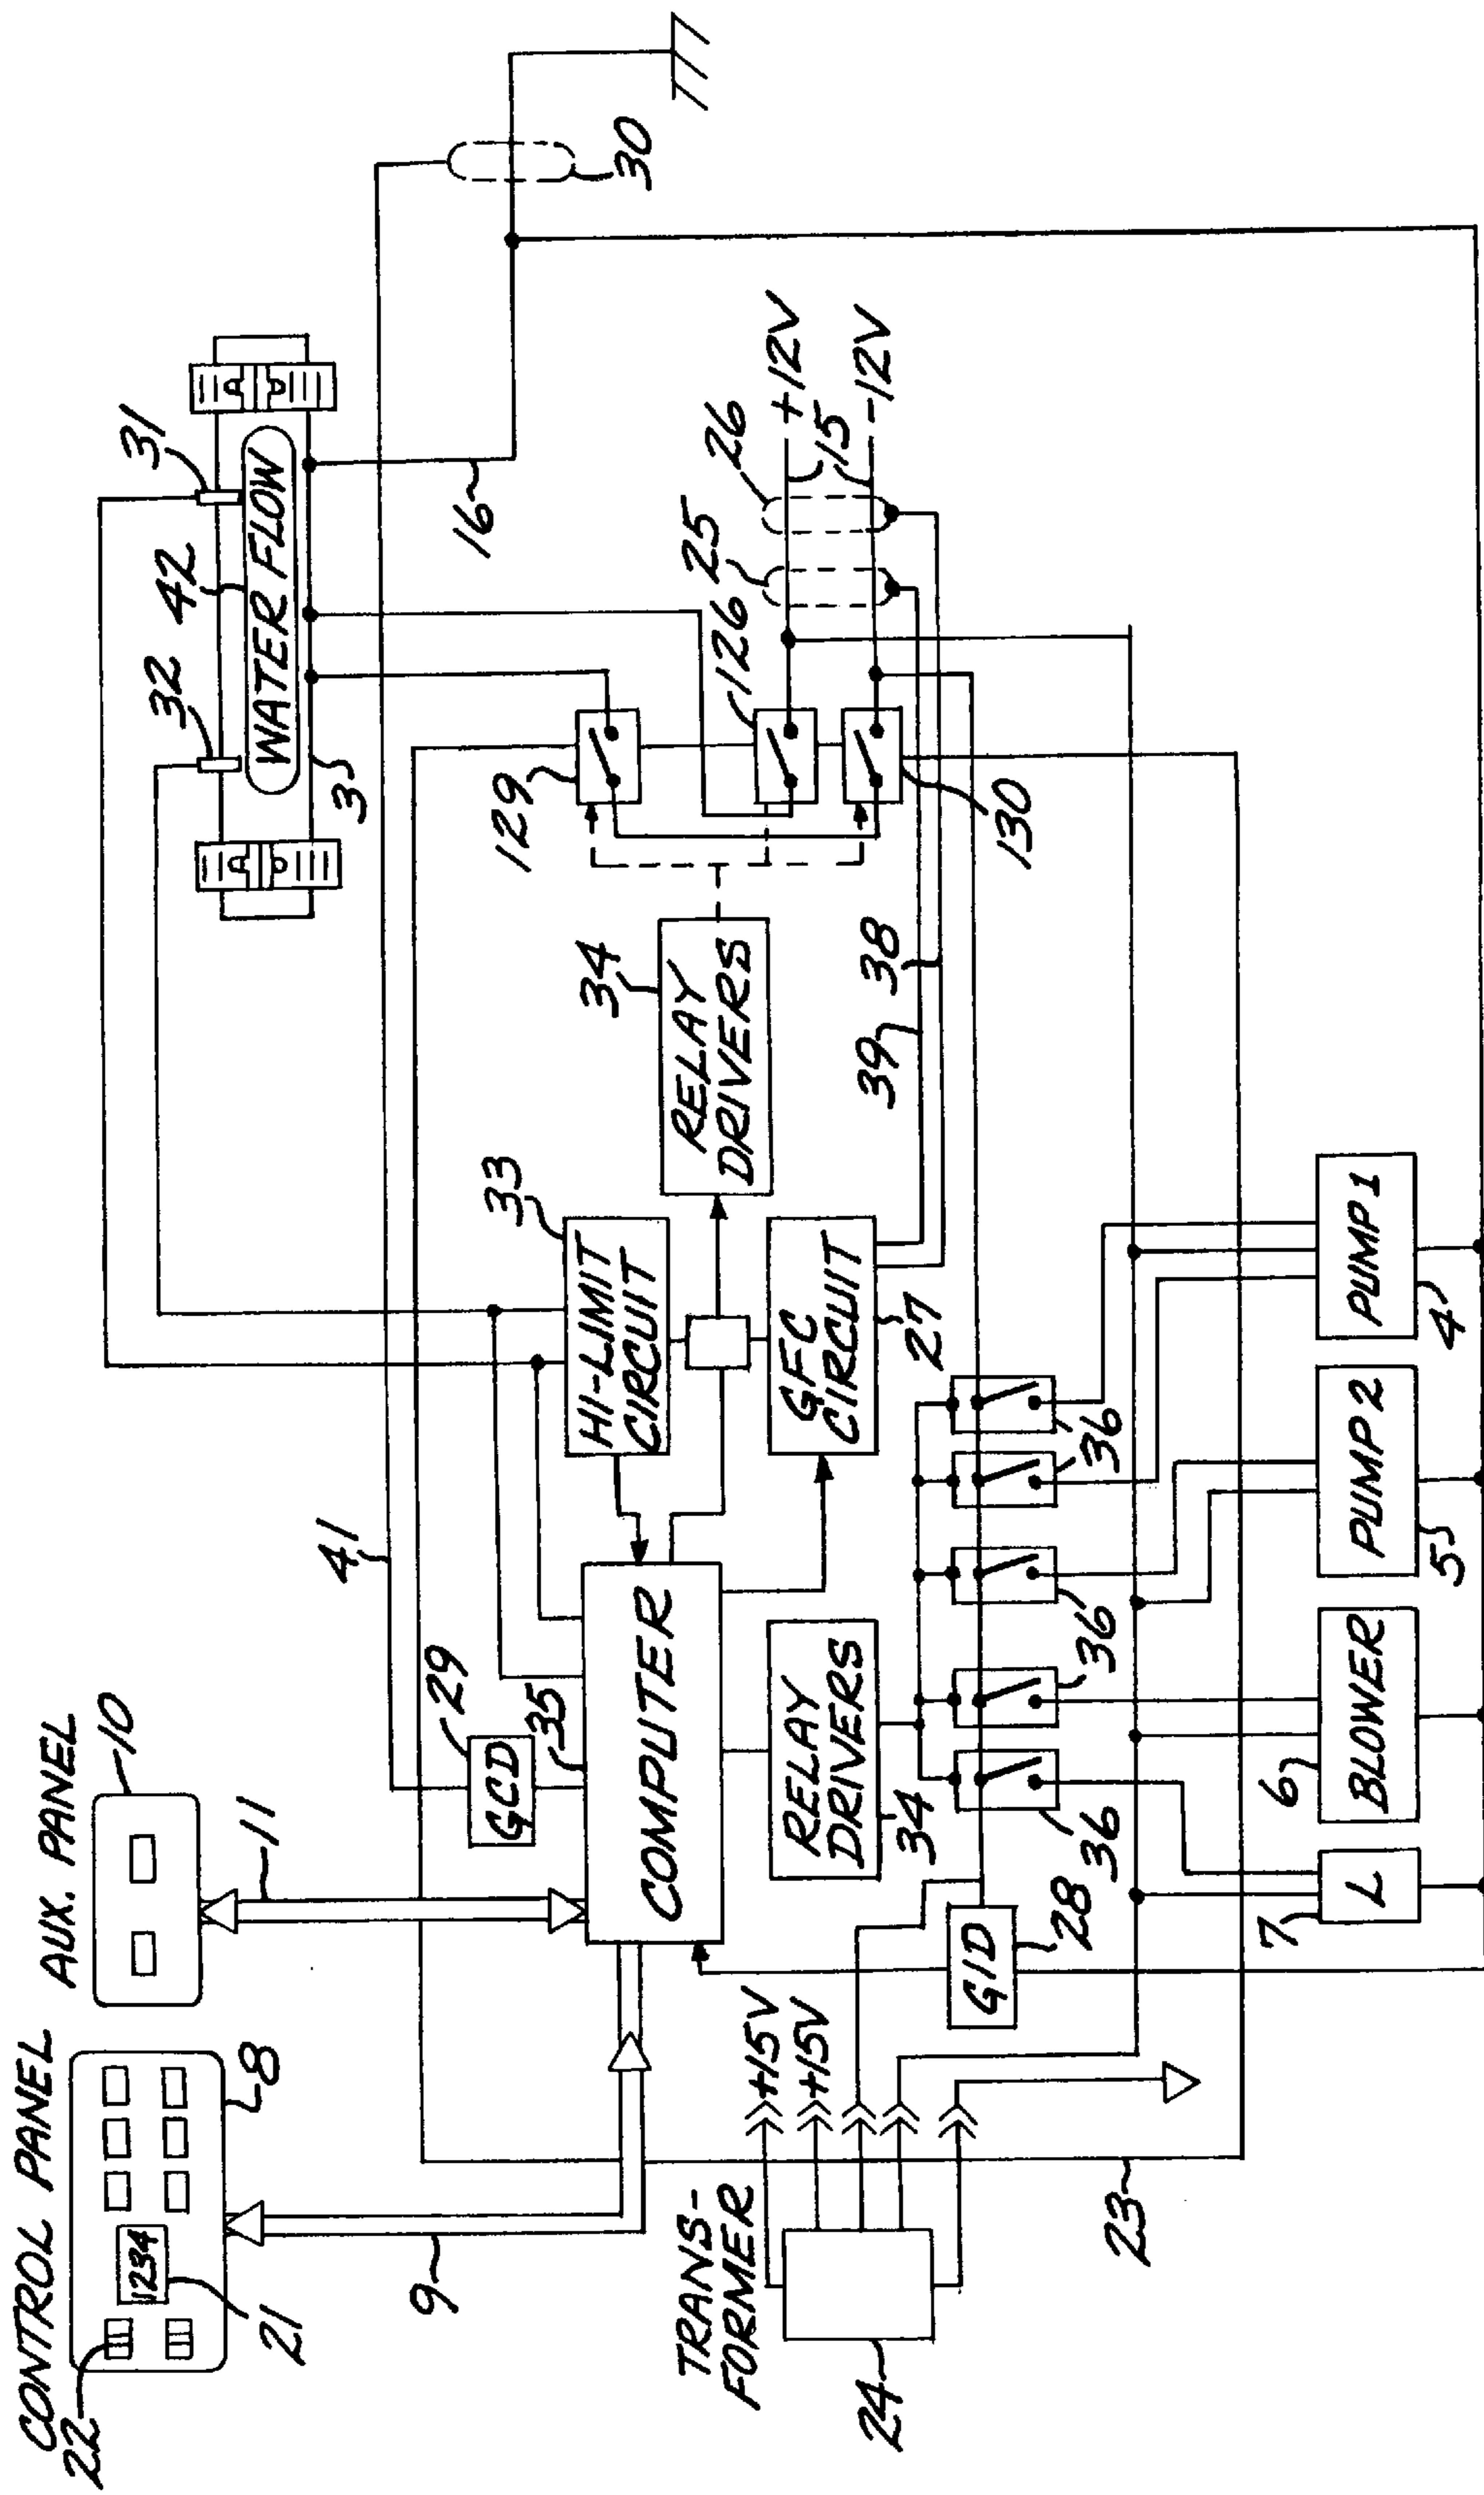 CONTROL PANEL
AUX. PANEL
22
1234
21
8
10
11
9
41
32
42
31
WATER FLOW
3
16
30
29
GCD
35
COMPUTER
33
HI-LIMIT
CIRCUIT
34
RELAY
DRIVERS
129
126
25
26
+12V
15
-12V
130
GFC
CIRCUIT
27
39
38
TRANS-
FORMER
24
+15V
+15V
RELAY
DRIVERS
34
GID
28
36
36
36
23
7
L
6
BLOWER
5
PUMP 2
4
PUMP 1